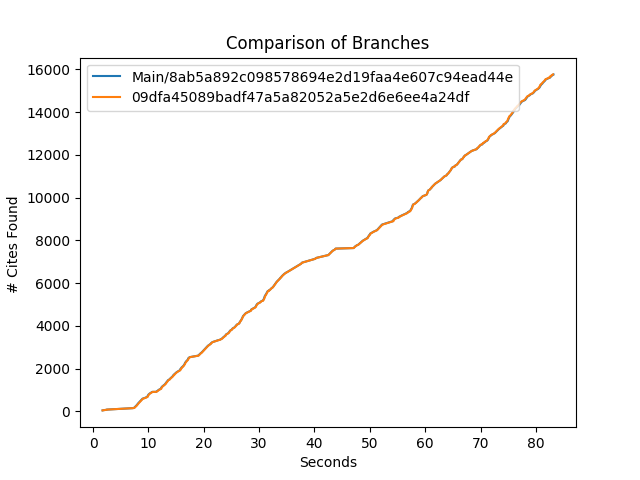 Comparison of Branches
Main/8ab5a892c098578694e2d19faa4e607c94ead44e
09dfa45089badf47a5a82052a5e2d6e6ee4a24df
# Cites Found
16000
14000
12000
10000
8000
6000
4000
2000
0
0 10 20 30 40 50 60 70 80
Seconds